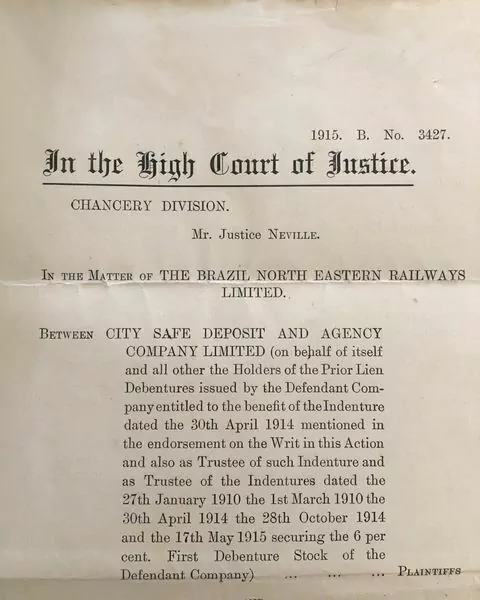 1915. B. No. 3427.
In the High Court of Justice.
CHANCERY DIVISION.
Mr. Justice NEVILLE.
IN THE MATTER OF THE BRAZIL NORTH EASTERN RAILWAYS
LIMITED.
BETWEEN CITY SAFE DEPOSIT AND AGENCY
COMPANY LIMITED (on behalf of itself
and all other the Holders of the Prior Lien
Debentures issued by the Defendant Com-
pany entitled to the benefit of the Indenture
dated the 30th April 1914 mentioned in
the endorsement on the Writ in this Action
and also as Trustee of such Indenture and
as Trustee of the Indentures dated the
27th January 1910 the 1st March 1910 the
30th April 1914 the 28th October 1914
and the 17th May 1915 securing the 6 per
cent. First Debenture Stock of the
Defendant Company) ... ... ... PLAINTIFFS